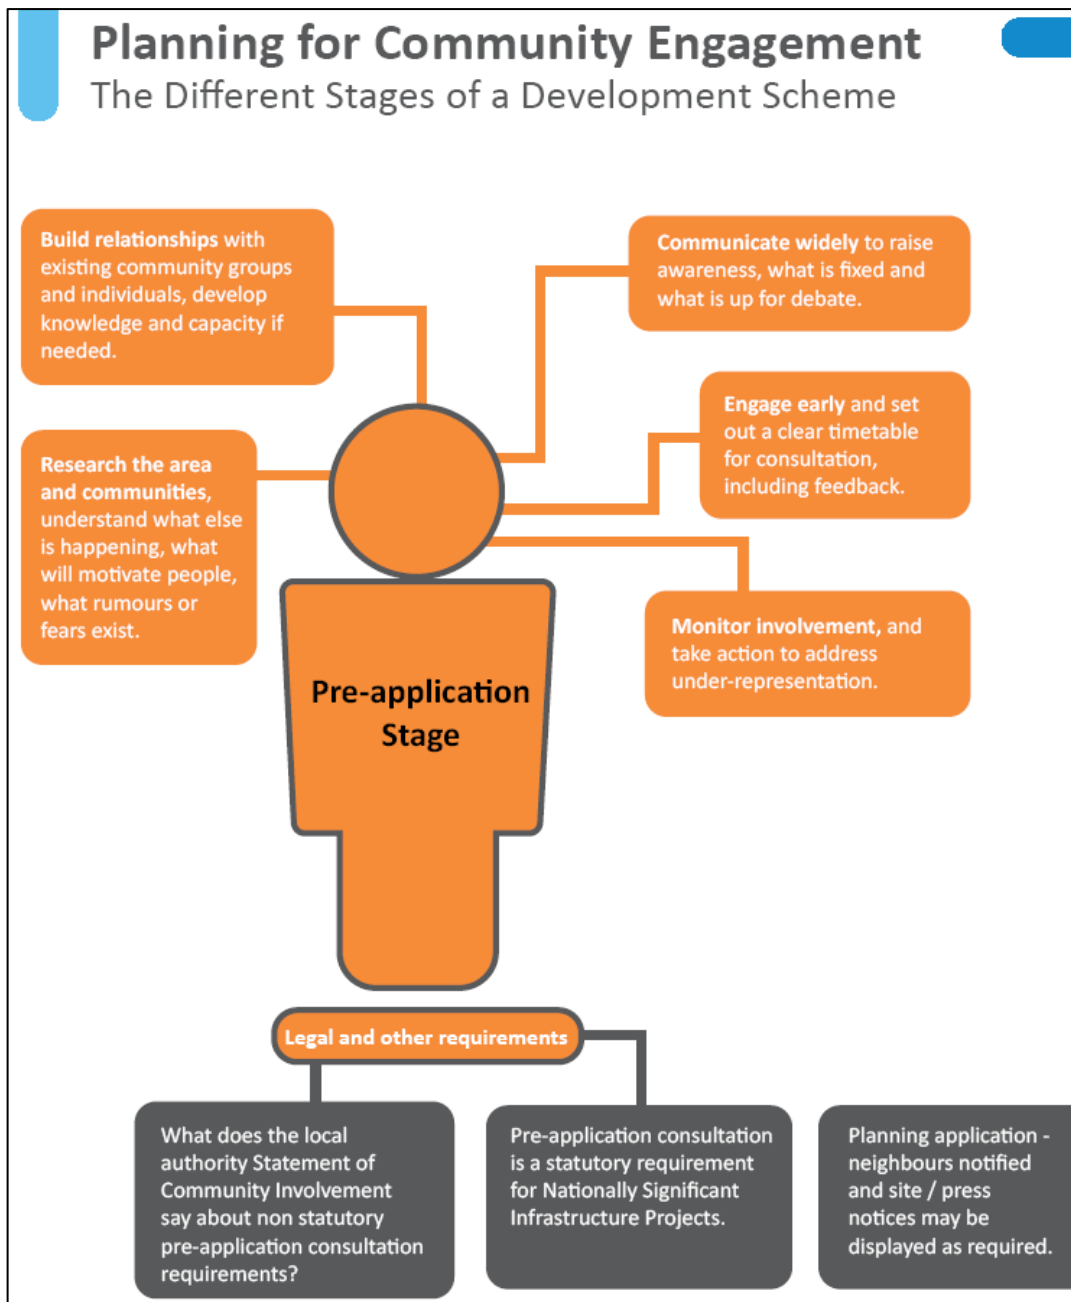 Planning for Community Engagement
The Different Stages of a Development Scheme
Build relationships with
existing community groups
and individuals, develop
knowledge and capacity if
needed.
Communicate widely to raise
awareness, what is fixed and
what is up for debate.
Engage early and set
out a clear timetable
for consultation,
including feedback.
Research the area
and communities,
understand what else
is happening, what
will motivate people,
what rumours or
fears exist.
Monitor involvement, and
take action to address
under-representation.
Pre-application
Stage
Legal and other requirements
What does the local
authority Statement of
Community Involvement
say about non statutory
pre-application consultation
requirements?
Pre-application consultation
is a statutory requirement
for Nationally Significant
Infrastructure Projects.
Planning application -
neighbours notified
and site / press
notices may be
displayed as required.